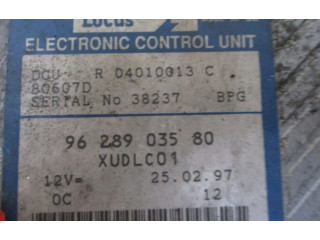 Lucas
ELECTRONIC CONTROL UNIT
DCU R 04010013 C
80607D
SERIAL No 38237 BPG
96 289 035 80
XUDLC01
12V= 25.02.97
OC 12